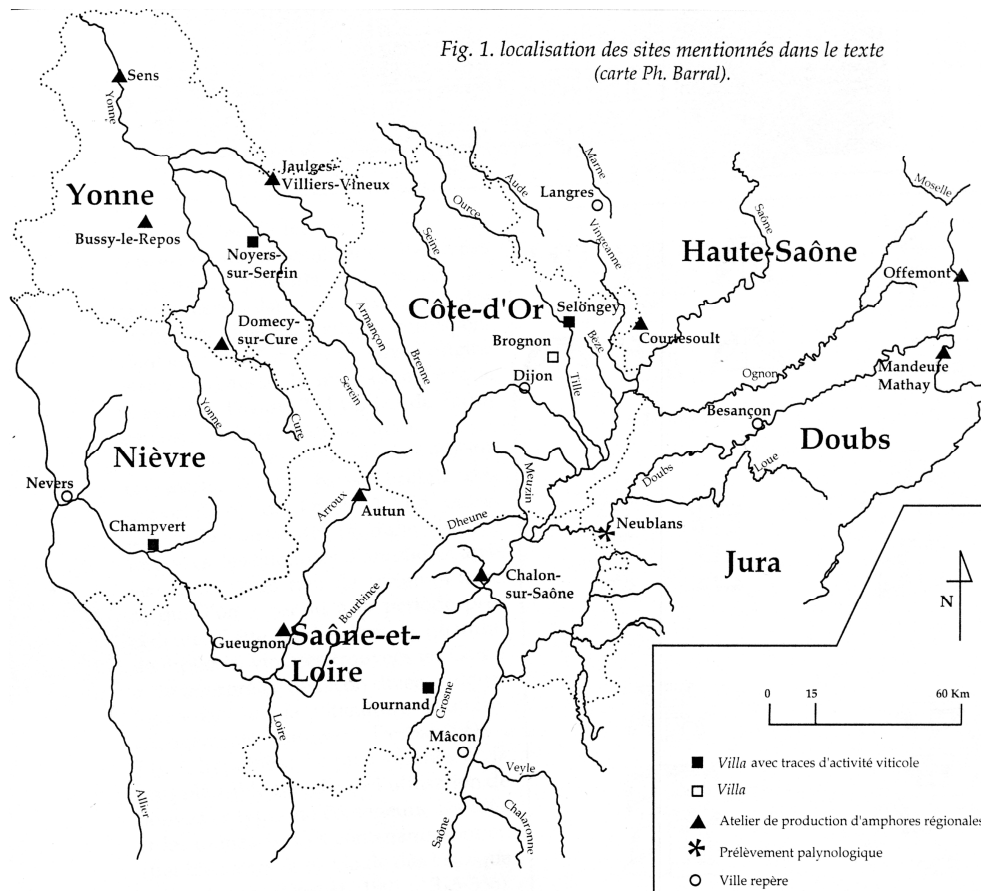 Fig. 1. localisation des sites mentionnés dans le texte
(carte Ph. Barral).
Sens
Yonne
Jaulges-
Villiers-Vineux
Yonne
Bussy-le-Repos
Noyers-
sur-Serein
Domecy-
sur-Cure
Armançon
Brenne
Serein
Cure
Yonne
Seine
Ource
Aude
Marne
Langres
Vingeanne
Saône
Moselle
Haute-Saône
Offemont
Côte-d'Or
Selongey
Brognon
Beze
Courtesoult
Dijon
Tille
Ognon
Mandeure
Mathay
Besançon
Doubs
Doubs
Loue
Nièvre
Nevers
Champvert
Arroux
Autun
Meuzin
Dheune
Neublans
Jura
Chalon-
sur-Saône
Bourbince
Gueugnon
Saône-et-
Loire
Lournand
Grosne
Mâcon
Loire
Allier
Veyle
Chalaronne
Saône
N
0 15 60 Km
Villa avec traces d'activité viticole
Villa
Atelier de production d'amphores régionales
Prélèvement palynologique
Ville repère